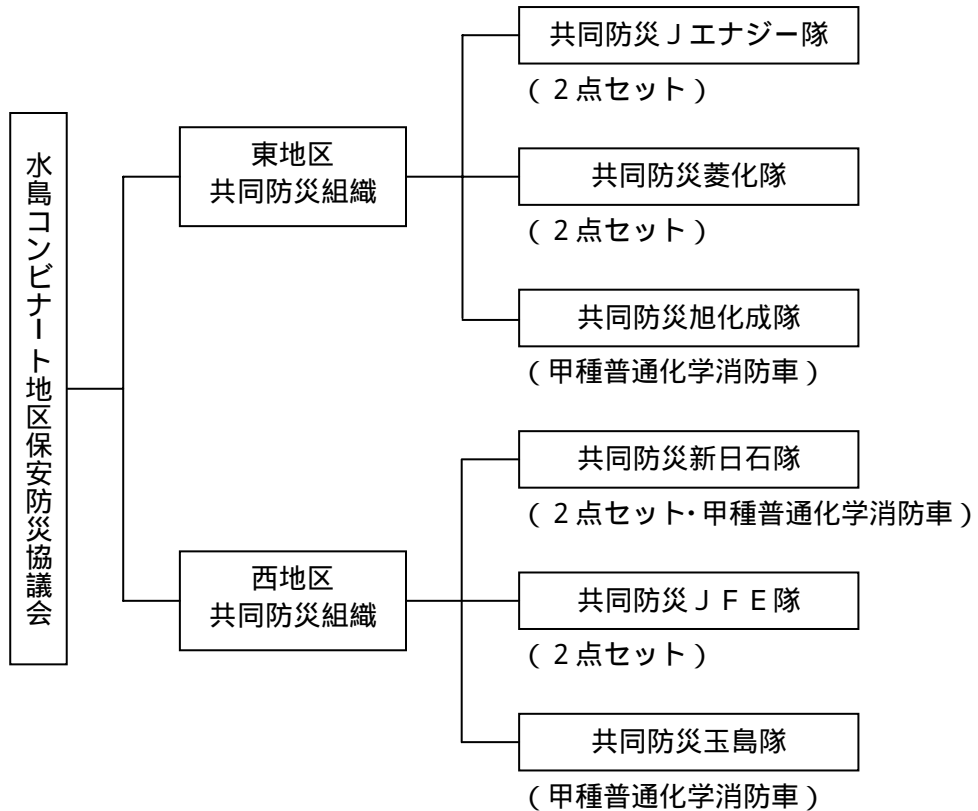 水島コンビナート地区保安防災協議会
東地区
共同防災組織
共同防災Ｊエナジー隊
（２点セット）
共同防災菱化隊
（２点セット）
共同防災旭化成隊
（甲種普通化学消防車）
西地区
共同防災組織
共同防災新日石隊
（２点セット・甲種普通化学消防車）
共同防災ＪＦＥ隊
（２点セット）
共同防災玉島隊
（甲種普通化学消防車）